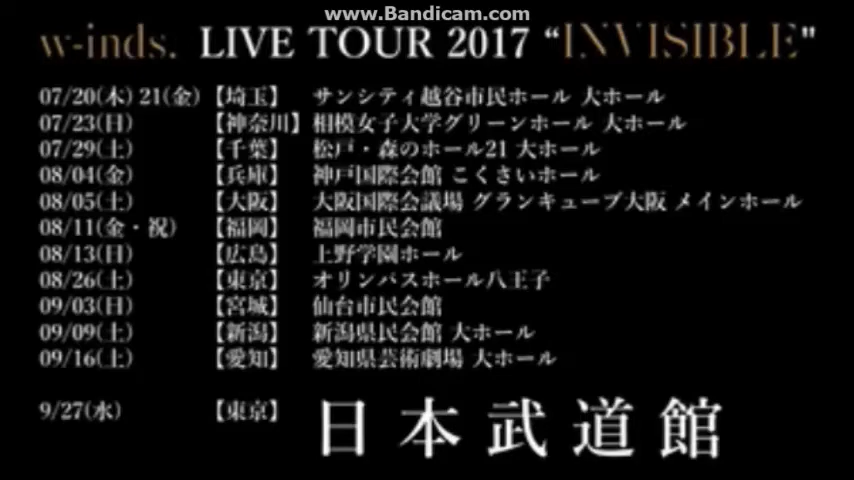 www.Bandicam.com
w-inds. LIVE TOUR 2017 “INVISIBLE"
07/20(木) 21(金) 【埼玉】 サンシティ越谷市民ホール 大ホール
07/23(日) 【神奈川】 相模女子大学グリーンホール 大ホール
07/29(土) 【千葉】 松戸・森のホール21 大ホール
08/04(金) 【兵庫】 神戸国際会館 こくさいホール
08/05(土) 【大阪】 大阪国際会議場 グランキューブ大阪 メインホール
08/11(金・祝) 【福岡】 福岡市民会館
08/13(日) 【広島】 上野学園ホール
08/26(土) 【東京】 オリンパスホール八王子
09/03(日) 【宮城】 仙台市民会館
09/09(土) 【新潟】 新潟県民会館 大ホール
09/16(土) 【愛知】 愛知県芸術劇場 大ホール
9/27(水) 【東京】 日本武道館